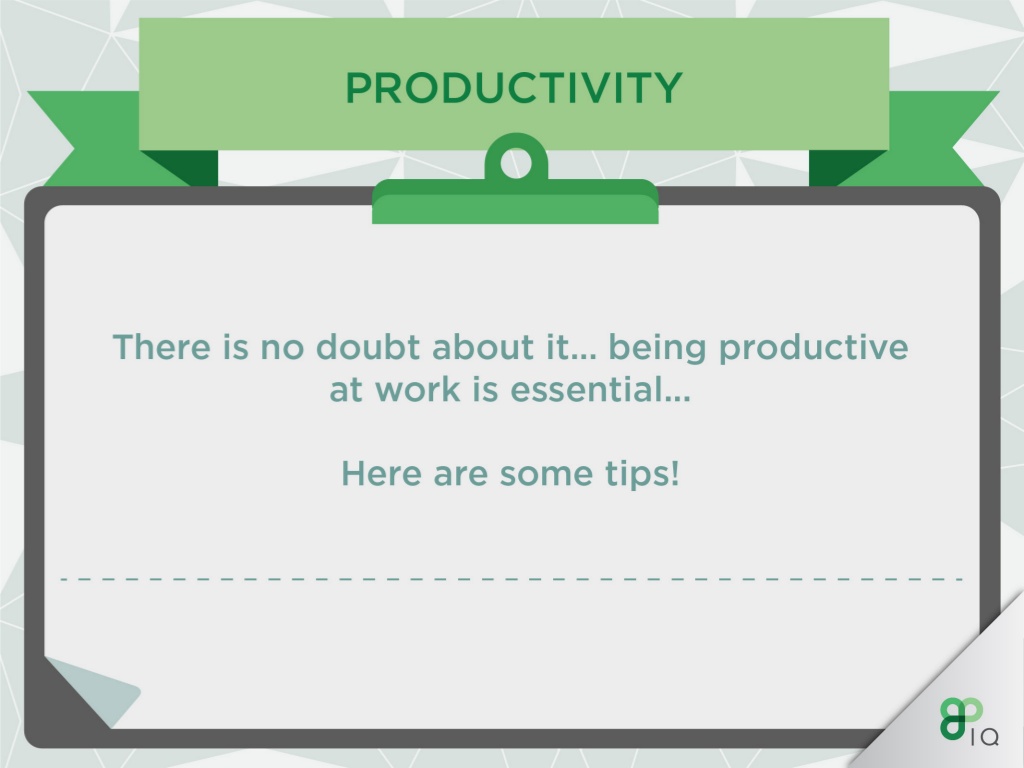 PRODUCTIVITY
There is no doubt about it... being productive
at work is essential...
Here are some tips!
IQ